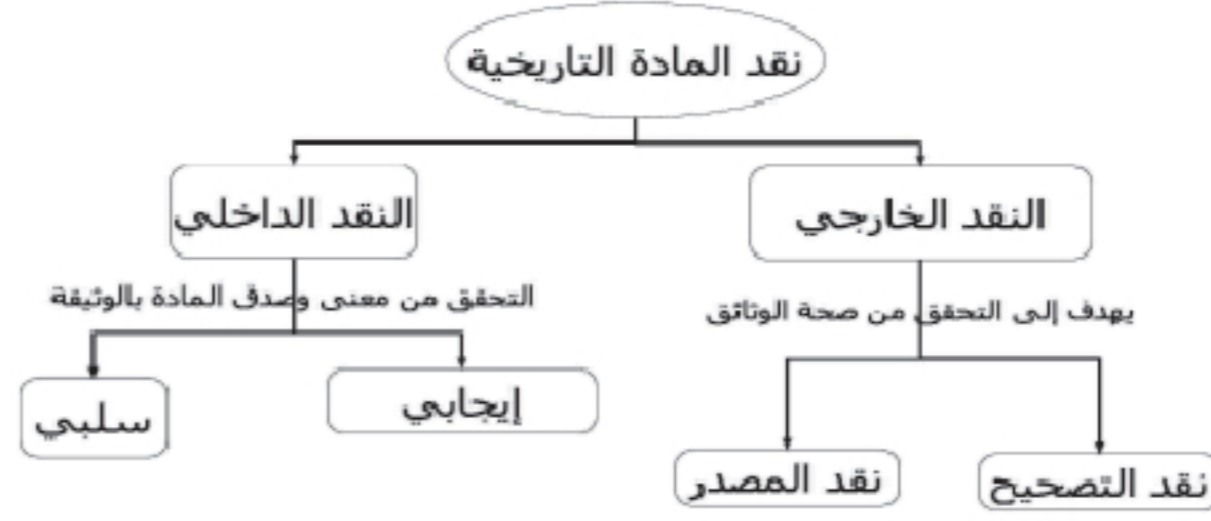 نقد المادة التاريخية
النقد الخارجي
النقد الداخلي
يهدف إلى التحقق من صحة الوثائق
التحقق من معنى وصدق المادة بالوثيقة
نقد التصحيح
نقد المصدر
إيجابي
سلبي